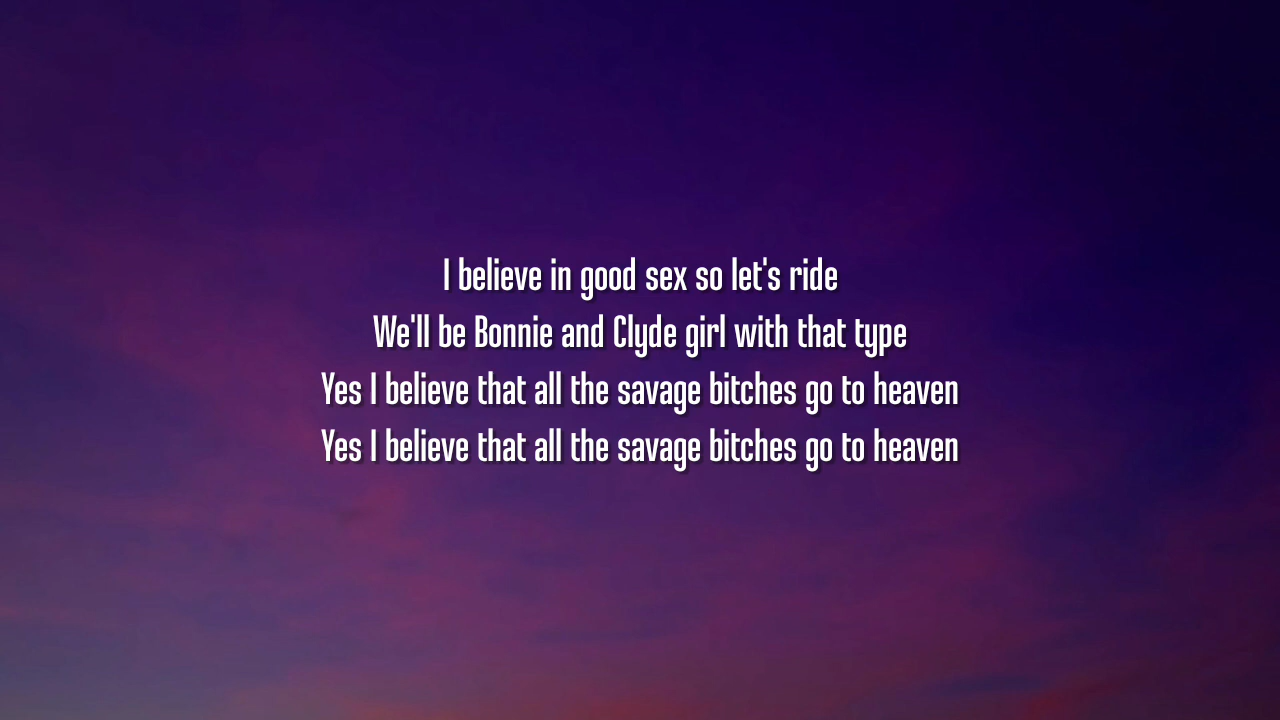 I believe in good sex so let's ride
We'll be Bonnie and Clyde girl with that type
Yes I believe that all the savage bitches go to heaven
Yes I believe that all the savage bitches go to heaven